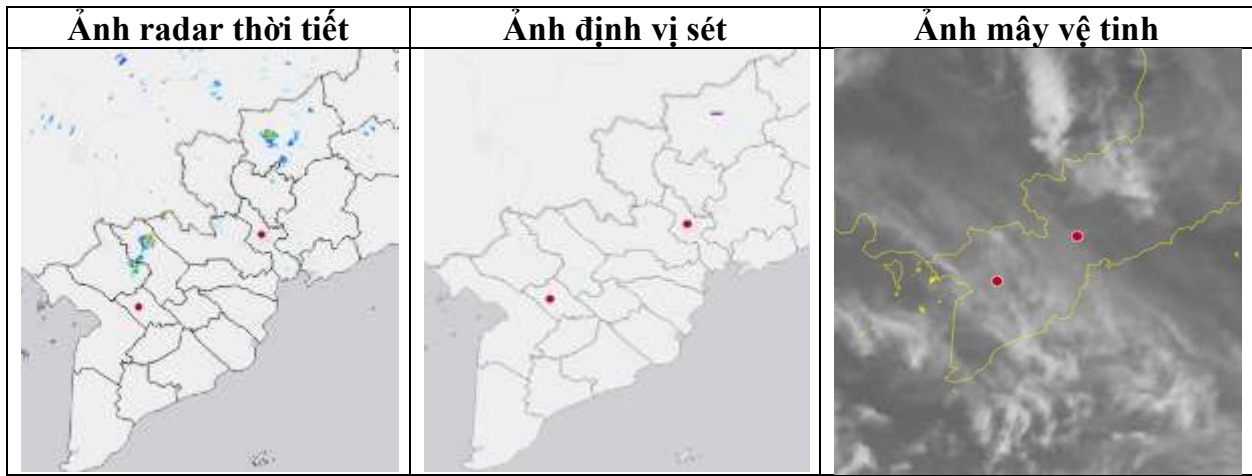 Ảnh radar thời tiết
Ảnh định vị sét
Ảnh mây vệ tinh